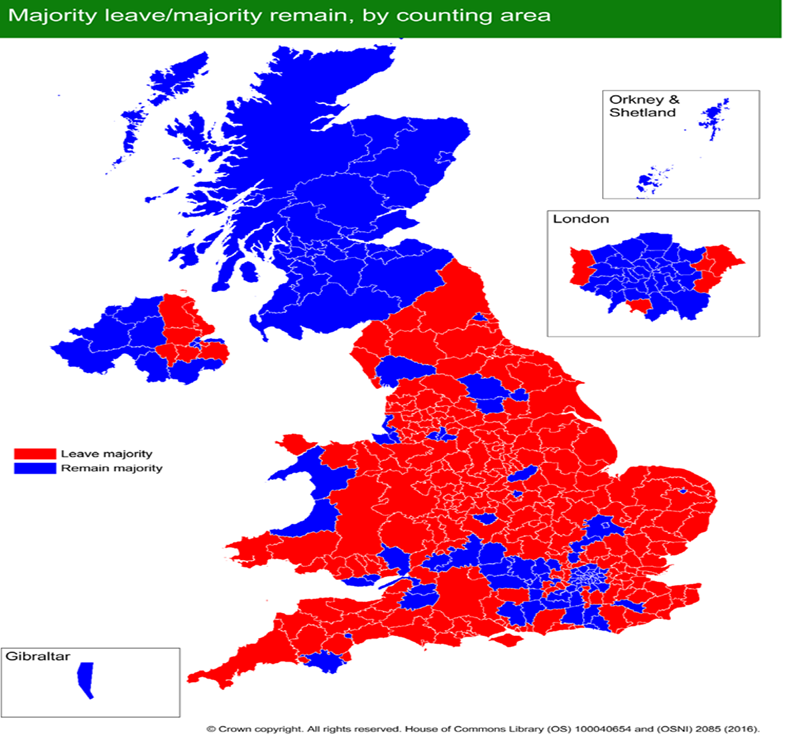 Majority leave/majority remain, by counting area
Orkney &
Shetland
London
Leave majority
Remain majority
Gibraltar
© Crown copyright. All rights reserved. House of Commons Library (OS) 100040654 and (OSNI) 2085 (2016).